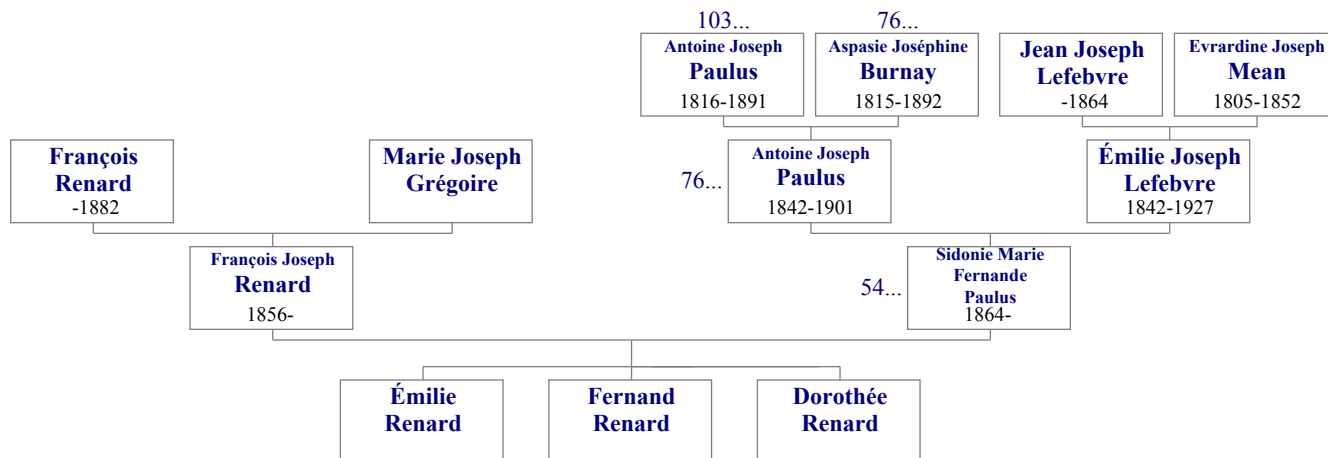 103...
76...
Antoine Joseph
Paulus
1816-1891
Aspasie Joséphine
Burnay
1815-1892
Jean Joseph
Lefebvre
-1864
Evrardine Joseph
Mean
1805-1852
François
Renard
-1882
Marie Joseph
Grégoire
76...
Antoine Joseph
Paulus
1842-1901
Émilie Joseph
Lefebvre
1842-1927
François Joseph
Renard
1856-
54...
Sidonie Marie
Fernande
Paulus
1864-
Émilie
Renard
Fernand
Renard
Dorothée
Renard